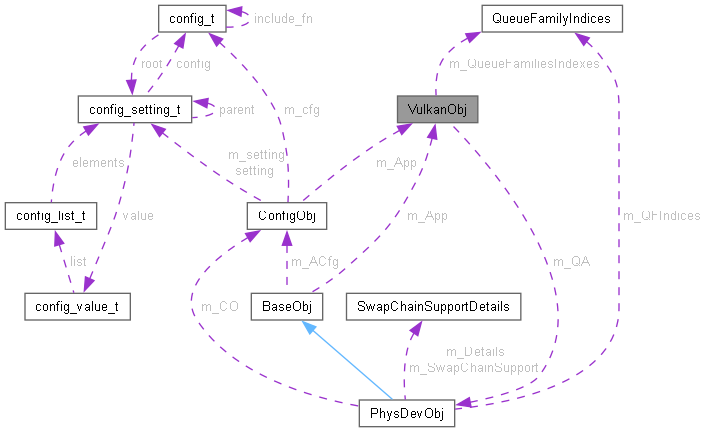 config_t
include_fn
QueueFamilyIndices
root
config
m_QueueFamiliesIndexes
config_setting_t
parent
m_cfg
VulkanObj
elements
m_setting
setting
m_App
config_list_t
value
ConfigObj
m_App
m_QFIndices
list
m_ACfg
m_QA
config_value_t
m_CO
BaseObj
SwapChainSupportDetails
m_Details
m_SwapChainSupport
PhysDevObj